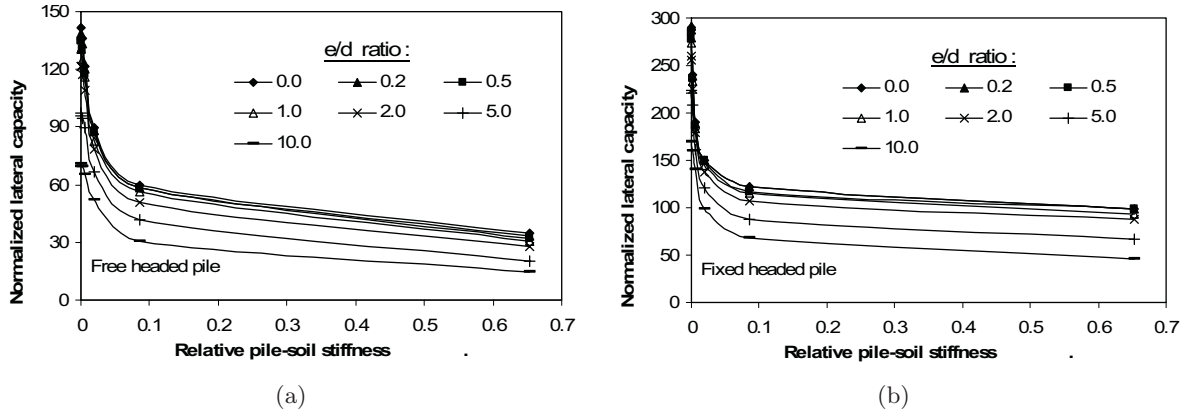 150
120
90
60
30
0
Normalized lateral capacity
e/d ratio :
0.0 0.2 0.5
1.0 2.0 5.0
10.0
Free headed pile
0 0.1 0.2 0.3 0.4 0.5 0.6 0.7
Relative pile-soil stiffness .
(a)
300
250
200
150
100
50
0
Normalized lateral capacity
e/d ratio :
0.0 0.2 0.5
1.0 2.0 5.0
10.0
Fixed headed pile
0 0.1 0.2 0.3 0.4 0.5 0.6 0.7
Relative pile-soil stiffness .
(b)